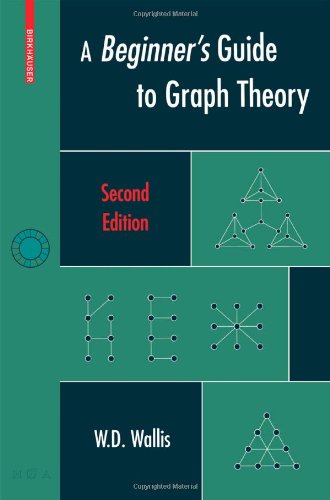 BIRKHÄUSER
A Beginner's Guide
to Graph Theory
Second
Edition
W.D. Wallis